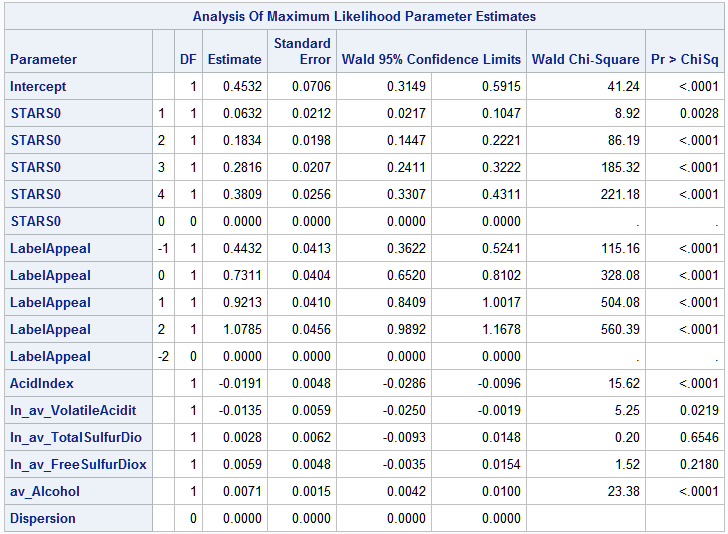 Analysis Of Maximum Likelihood Parameter Estimates
Parameter DF Estimate Standard Error Wald 95% Confidence Limits Wald Chi-Square Pr > ChiSq
Intercept 1 0.4532 0.0706 0.3149 0.5915 41.24 <.0001
STARS0 1 1 0.0632 0.0212 0.0217 0.1047 8.92 0.0028
STARS0 2 1 0.1834 0.0198 0.1447 0.2221 86.19 <.0001
STARS0 3 1 0.2816 0.0207 0.2411 0.3222 185.32 <.0001
STARS0 4 1 0.3809 0.0256 0.3307 0.4311 221.18 <.0001
STARS0 0 0 0.0000 0.0000 0.0000 0.0000 . .
LabelAppeal -1 1 0.4432 0.0413 0.3622 0.5241 115.16 <.0001
LabelAppeal 0 1 0.7311 0.0404 0.6520 0.8102 328.08 <.0001
LabelAppeal 1 1 0.9213 0.0410 0.8409 1.0017 504.08 <.0001
LabelAppeal 2 1 1.0785 0.0456 0.9892 1.1678 560.39 <.0001
LabelAppeal -2 0 0.0000 0.0000 0.0000 0.0000 . .
AcidIndex 1 -0.0191 0.0048 -0.0286 -0.0096 15.62 <.0001
ln_av_VolatileAcidit 1 -0.0135 0.0059 -0.0250 -0.0019 5.25 0.0219
ln_av_TotalSulfurDio 1 0.0028 0.0062 -0.0093 0.0148 0.20 0.6546
ln_av_FreeSulfurDiox 1 0.0059 0.0048 -0.0035 0.0154 1.52 0.2180
av_Alcohol 1 0.0071 0.0015 0.0042 0.0100 23.38 <.0001
Dispersion 0 0.0000 0.0000 0.0000 0.0000